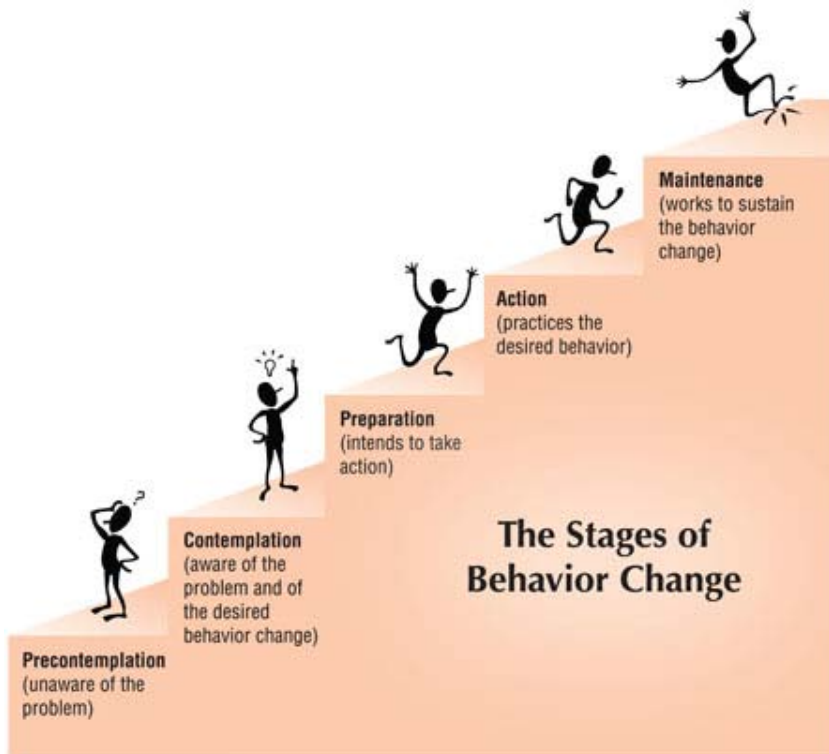 Maintenance
(works to sustain
the behavior
change)
Action
(practices the
desired behavior)
Preparation
(intends to take
action)
Contemplation
(aware of the
problem and of
the desired
behavior change)
Precontemplation
(unaware of the
problem)
The Stages of
Behavior Change
?